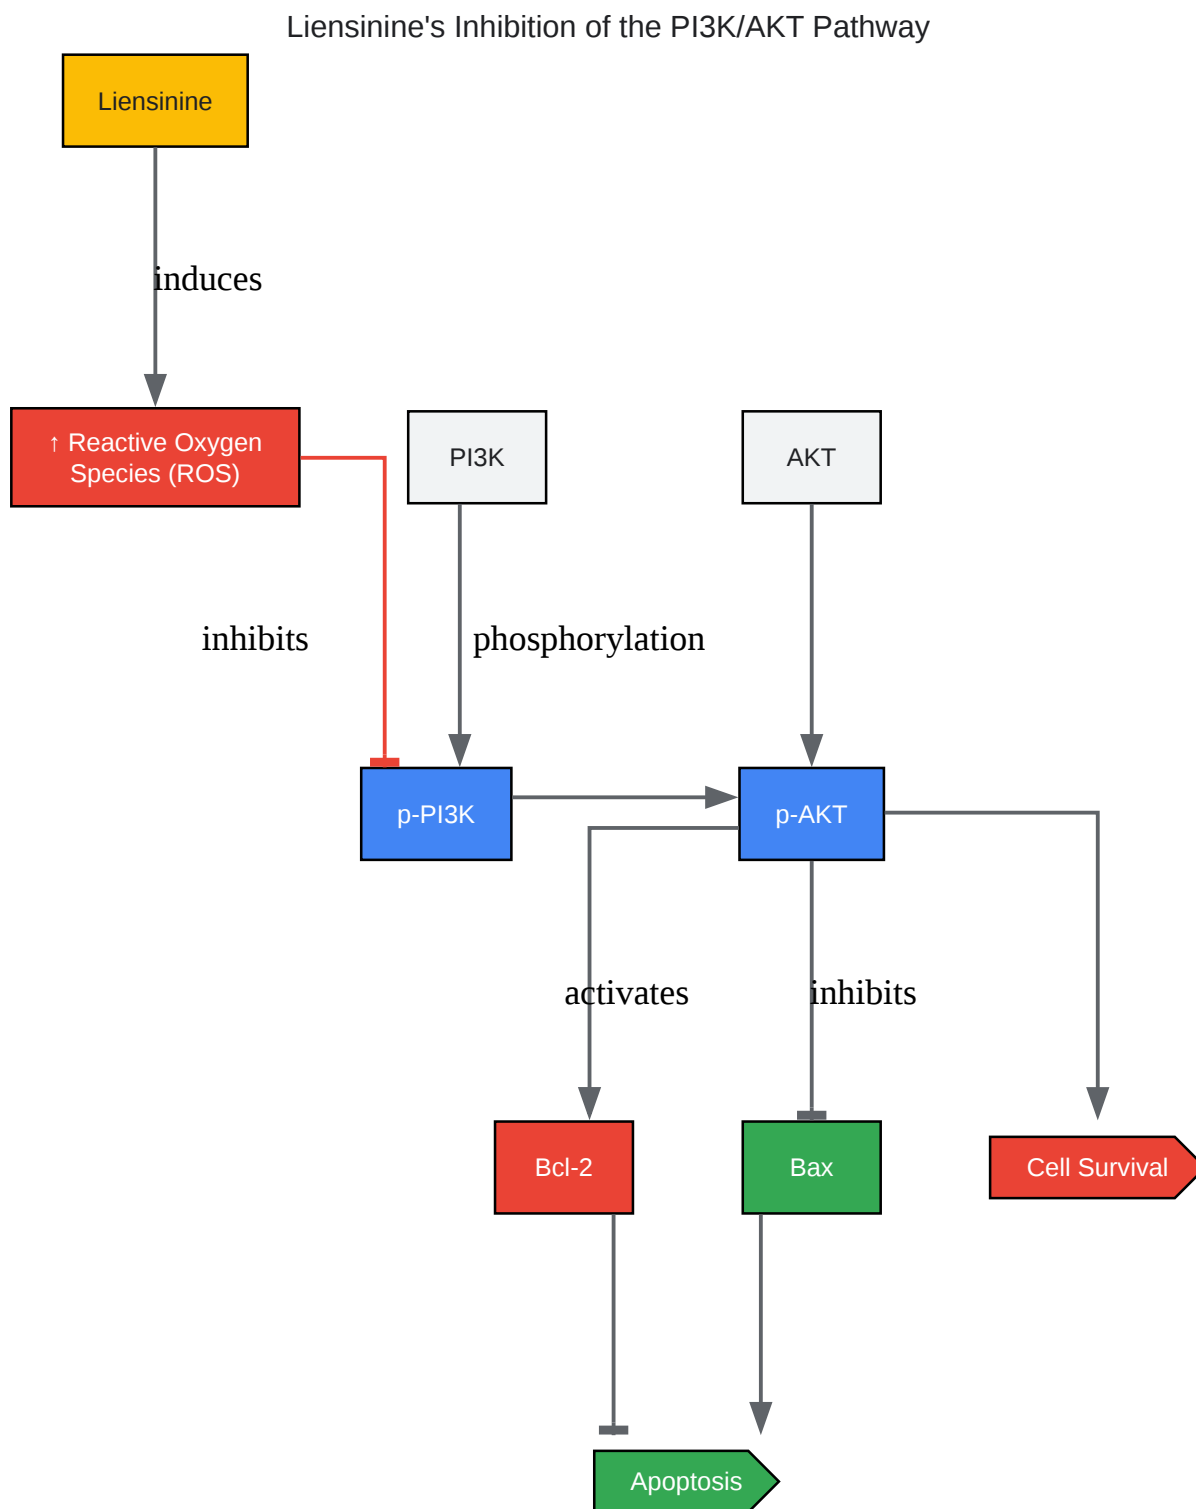 Liensinine's Inhibition of the PI3K/AKT Pathway
Liensinine
induces
↑ Reactive Oxygen
Species (ROS)
PI3K
AKT
inhibits
phosphorylation
p-PI3K
p-AKT
activates
inhibits
Bcl-2
Bax
Cell Survival
Apoptosis